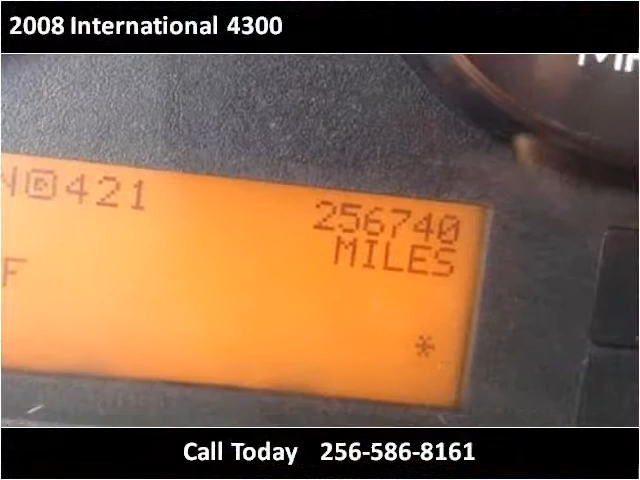 2008 International 4300
421
256740
MILES
F
*
Call Today 256-586-8161